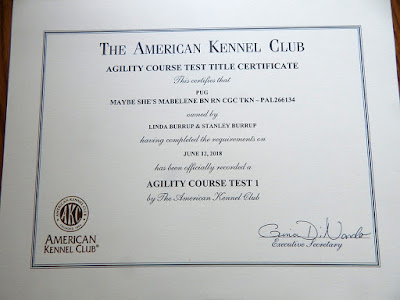 THE AMERICAN KENNEL CLUB
AGILITY COURSE TEST TITLE CERTIFICATE
This certifies that
PUG
MAYBE SHE'S MABELENE BN RN CGC TKN – PAL266134
owned by
LINDA BURRUP & STANLEY BURRUP
having completed the requirements on
JUNE 12, 2018
has been officially recorded a
AGILITY COURSE TEST 1
by The American Kennel Club
AKC
AMERICAN
KENNEL CLUB®
Executive Secretary